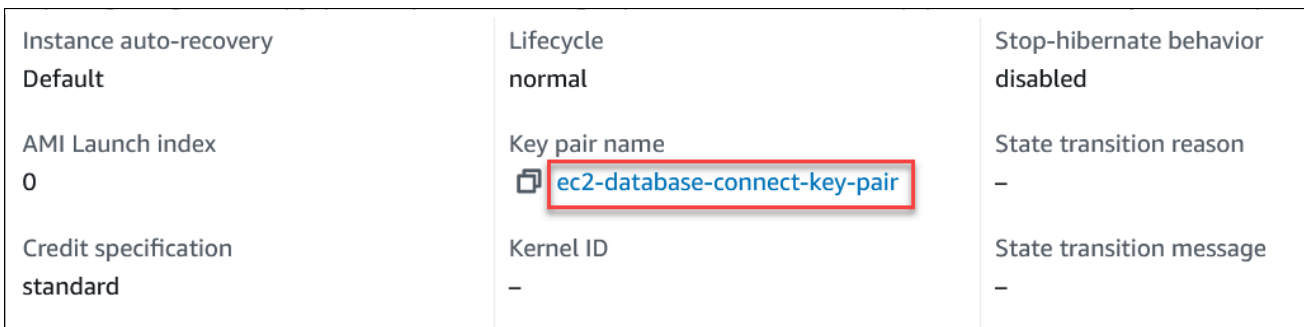 Instance auto-recovery
Default
Lifecycle
normal
Stop-hibernate behavior
disabled
AMI Launch index
0
Key pair name
ec2-database-connect-key-pair
State transition reason
–
Credit specification
standard
Kernel ID
–
State transition message
–